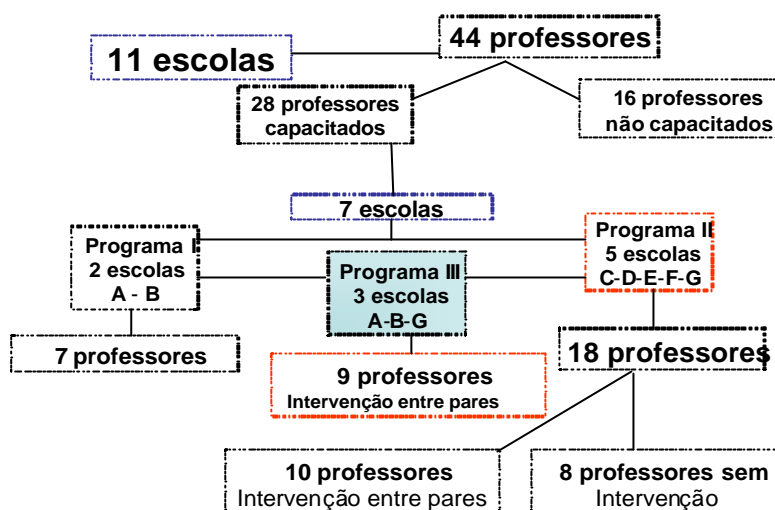 44 professores
11 escolas
28 professores
capacitados
16 professores
não capacitados
7 escolas
Programa I
2 escolas
A - B
Programa III
3 escolas
A-B-G
Programa II
5 escolas
C-D-E-F-G
7 professores
9 professores
Intervenção entre pares
18 professores
10 professores
Intervenção entre pares
8 professores sem
Intervenção